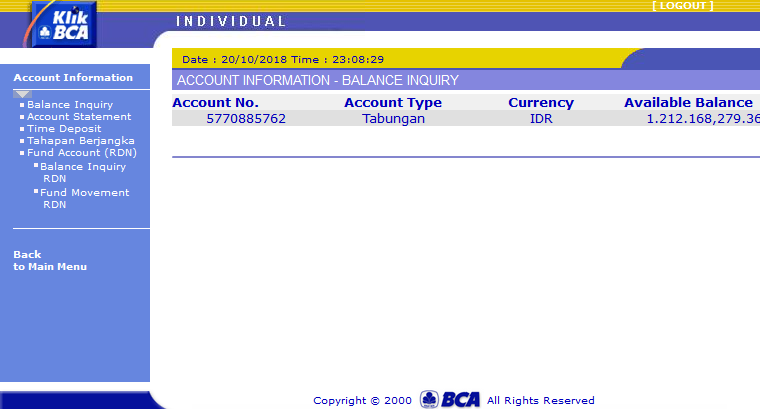 [ LOGOUT ]
Klik
BCA
INDIVIDUAL
Date : 20/10/2018 Time : 23:08:29
ACCOUNT INFORMATION - BALANCE INQUIRY
Account No. Account Type Currency Available Balance
5770885762 Tabungan IDR 1.212.168,279.36
Account Information
Balance Inquiry
Account Statement
Time Deposit
Tahapan Berjangka
Fund Account (RDN)
Balance Inquiry
RDN
Fund Movement
RDN
Back
to Main Menu
Copyright © 2000 BCA All Rights Reserved